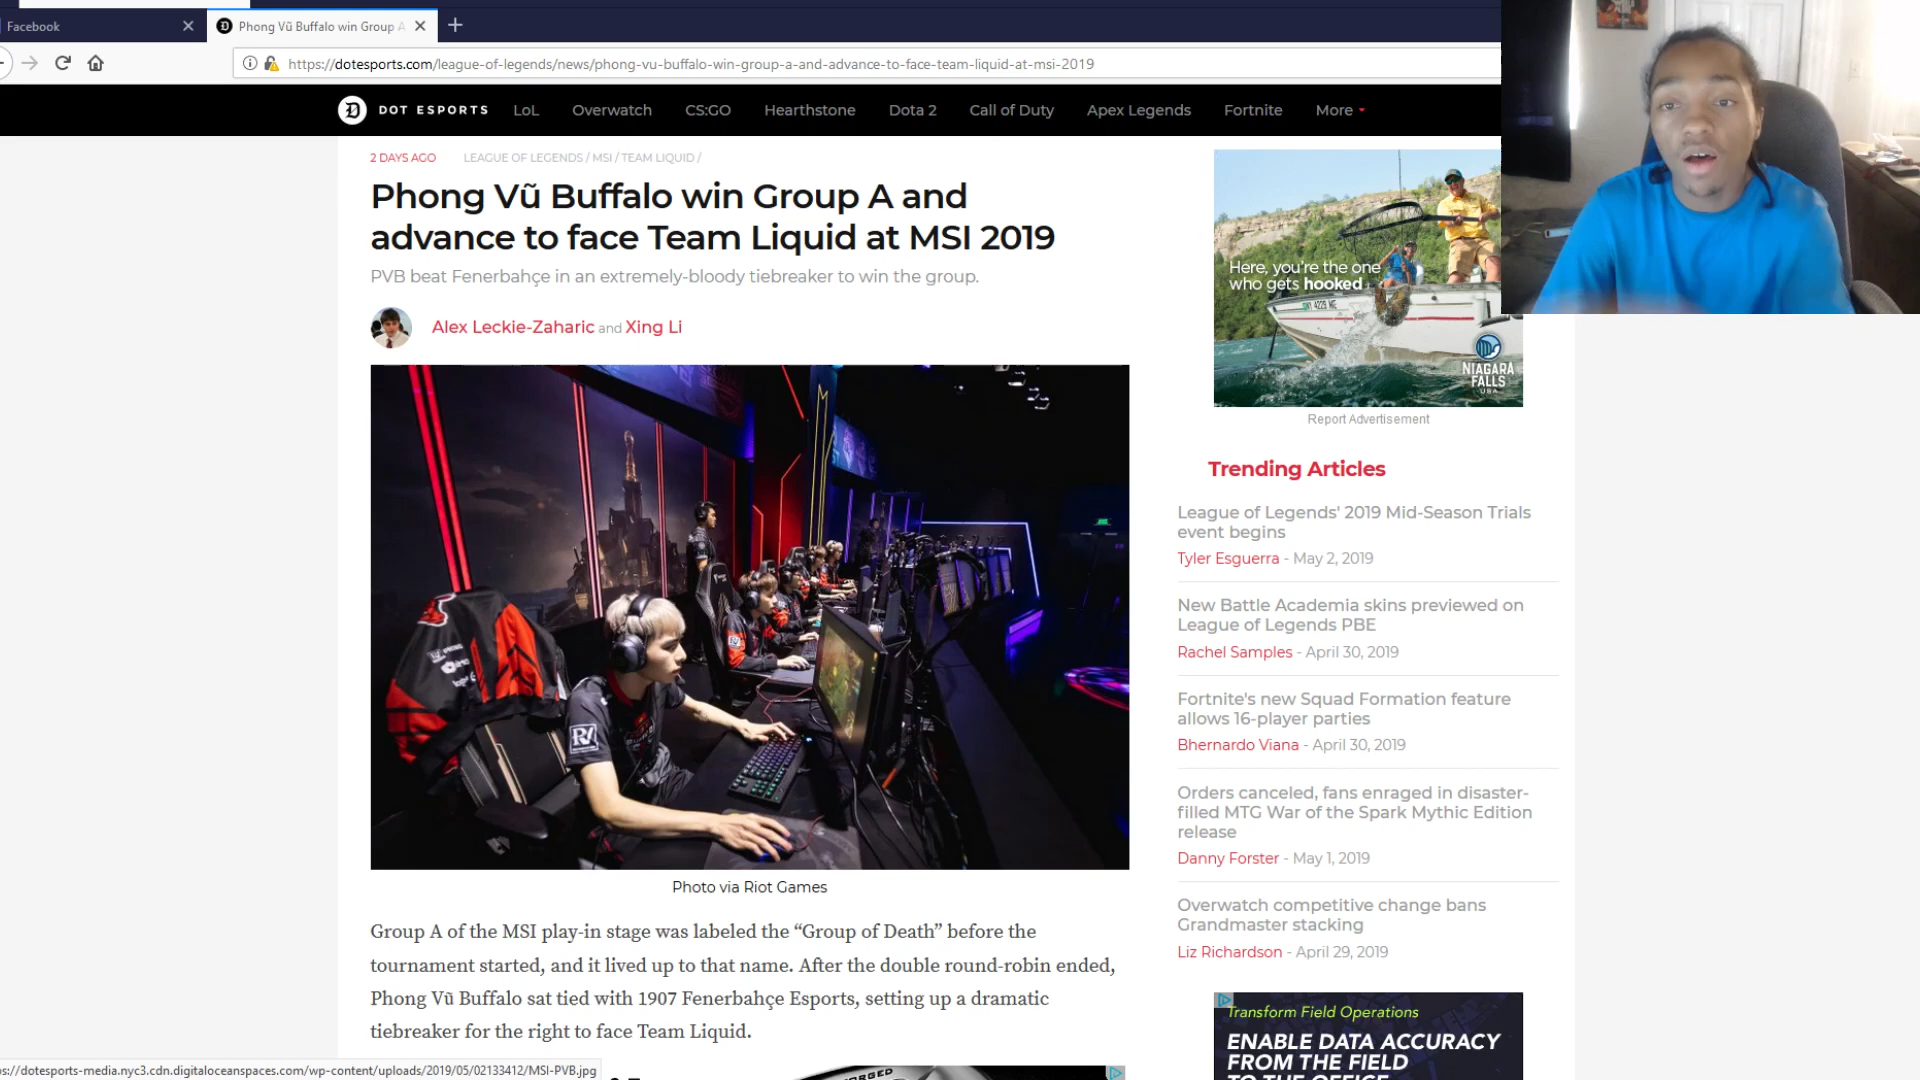 Facebook
Phong Vũ Buffalo win Group A
https://dotesports.com/league-of-legends/news/phong-vu-buffalo-win-group-a-and-advance-to-face-team-liquid-at-msi-2019
DOT ESPORTS LoL Overwatch CS:GO Hearthstone Dota 2 Call of Duty Apex Legends Fortnite More
2 DAYS AGO LEAGUE OF LEGENDS / MSI / TEAM LIQUID /
Phong Vũ Buffalo win Group A and
advance to face Team Liquid at MSI 2019
PVB beat Fenerbahçe in an extremely-bloody tiebreaker to win the group.
Alex Leckie-Zaharic and Xing Li
Photo via Riot Games
Group A of the MSI play-in stage was labeled the “Group of Death” before the
tournament started, and it lived up to that name. After the double round-robin ended,
Phong Vũ Buffalo sat tied with 1907 Fenerbahçe Esports, setting up a dramatic
tiebreaker for the right to face Team Liquid.
Here, you're the one
who gets hooked
NIAGARA
FALLS
USA
Report Advertisement
Trending Articles
League of Legends' 2019 Mid-Season Trials
event begins
Tyler Esguerra - May 2, 2019
New Battle Academia skins previewed on
League of Legends PBE
Rachel Samples - April 30, 2019
Fortnite's new Squad Formation feature
allows 16-player parties
Bhernardo Viana - April 30, 2019
Orders canceled, fans enraged in disaster-
filled MTG War of the Spark Mythic Edition
release
Danny Forster - May 1, 2019
Overwatch competitive change bans
Grandmaster stacking
Liz Richardson - April 29, 2019
Transform Field Operations
ENABLE DATA ACCURACY
FROM THE FIELD
TO THE OFFICE
s://dotesports-media.nyc3.cdn.digitaloceanspaces.com/wp-content/uploads/2019/05/02133412/MSI-PVB.jpg